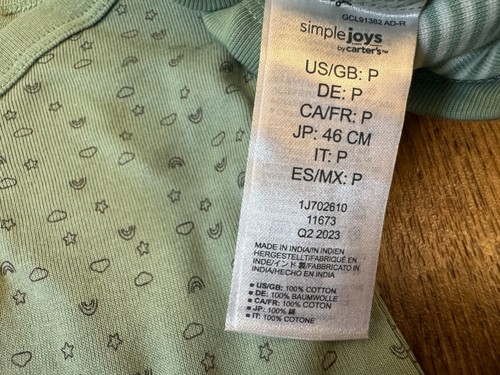 GCL91382 AD-R
simple joys
by carter's™
US/GB: P
DE: P
CA/FR: P
JP: 46 CM
IT: P
ES/MX: P
1J702610
11673
Q2 2023
MADE IN INDIA/IN INDIEN
HERGESTELLT/FABRIQUÉ EN
INDE/インド製/FABBRICATO IN
INDIA/HECHO EN INDIA
▪ US/GB: 100% COTTON
▪ DE: 100% BAUMWOLLE
▪ CA/FR: 100% COTON
▪ JP: 100% 綿
▪ IT: 100% COTONE